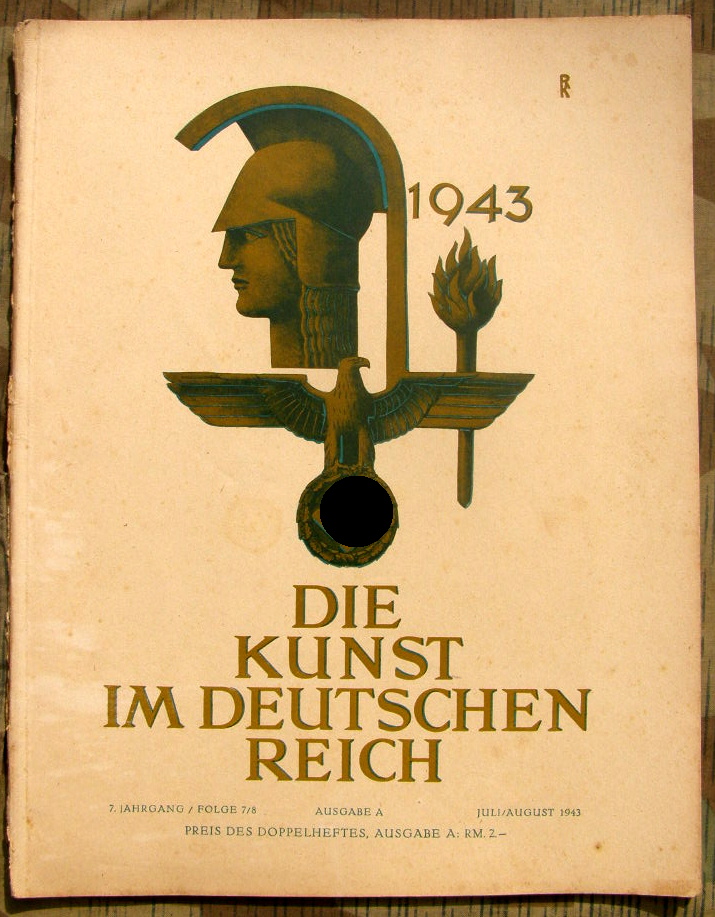 RK
1943
DIE
KUNST
IM DEUTSCHEN
REICH
7. JAHRGANG / FOLGE 7/8 AUSGABE A JULI/AUGUST 1943
PREIS DES DOPPELHEFTES, AUSGABE A: RM. 2.–